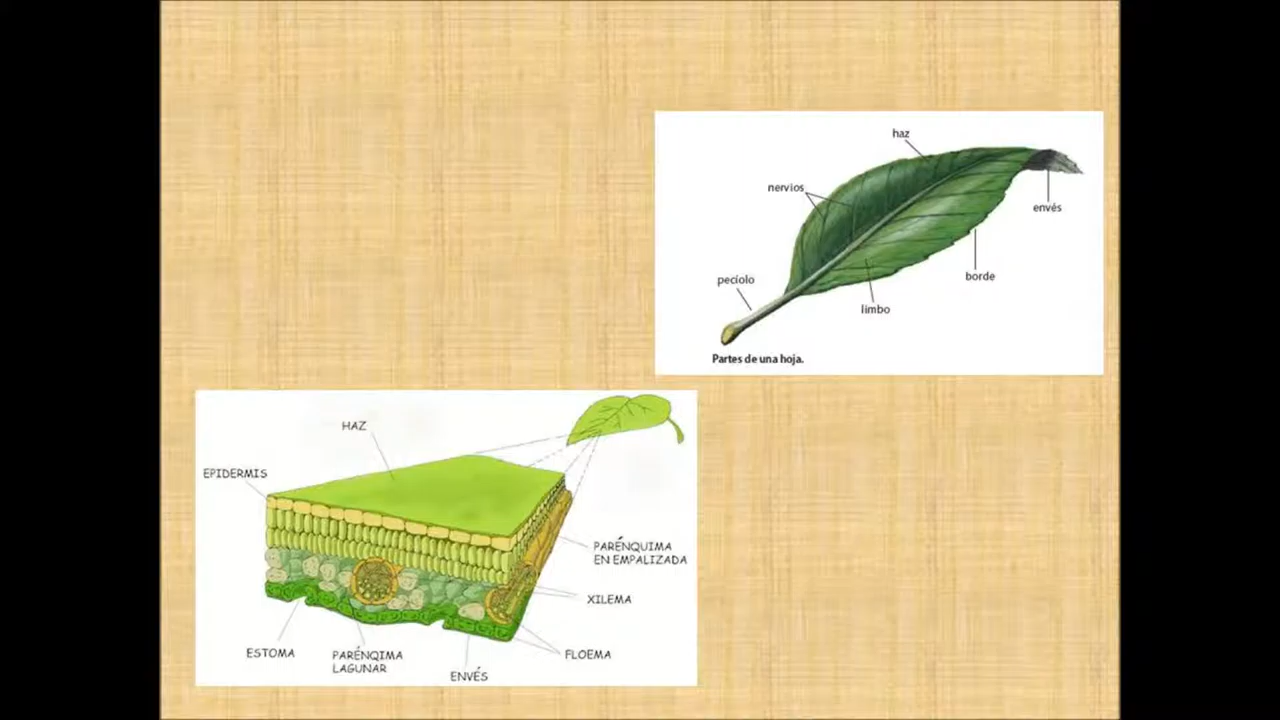 haz
nervios
envés
pecíolo
borde
limbo
Partes de una hoja.
HAZ
EPIDERMIS
PARÉNQUIMA
EN EMPALIZADA
XILEMA
ESTOMA
PARÉNQIMA
LAGUNAR
FLOEMA
ENVÉS